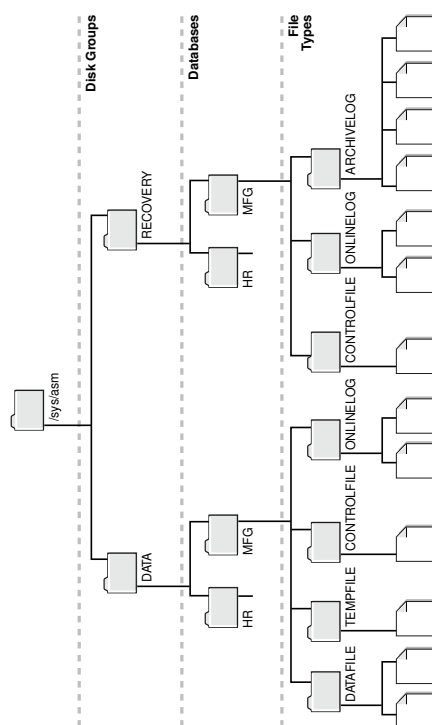 /sys/asm
Disk Groups
DATA
RECOVERY
Databases
HR
MFG
HR
MFG
File
Types
DATAFILE
TEMPFILE
CONTROLFILE
ONLINELOG
CONTROLFILE
ONLINELOG
ARCHIVELOG